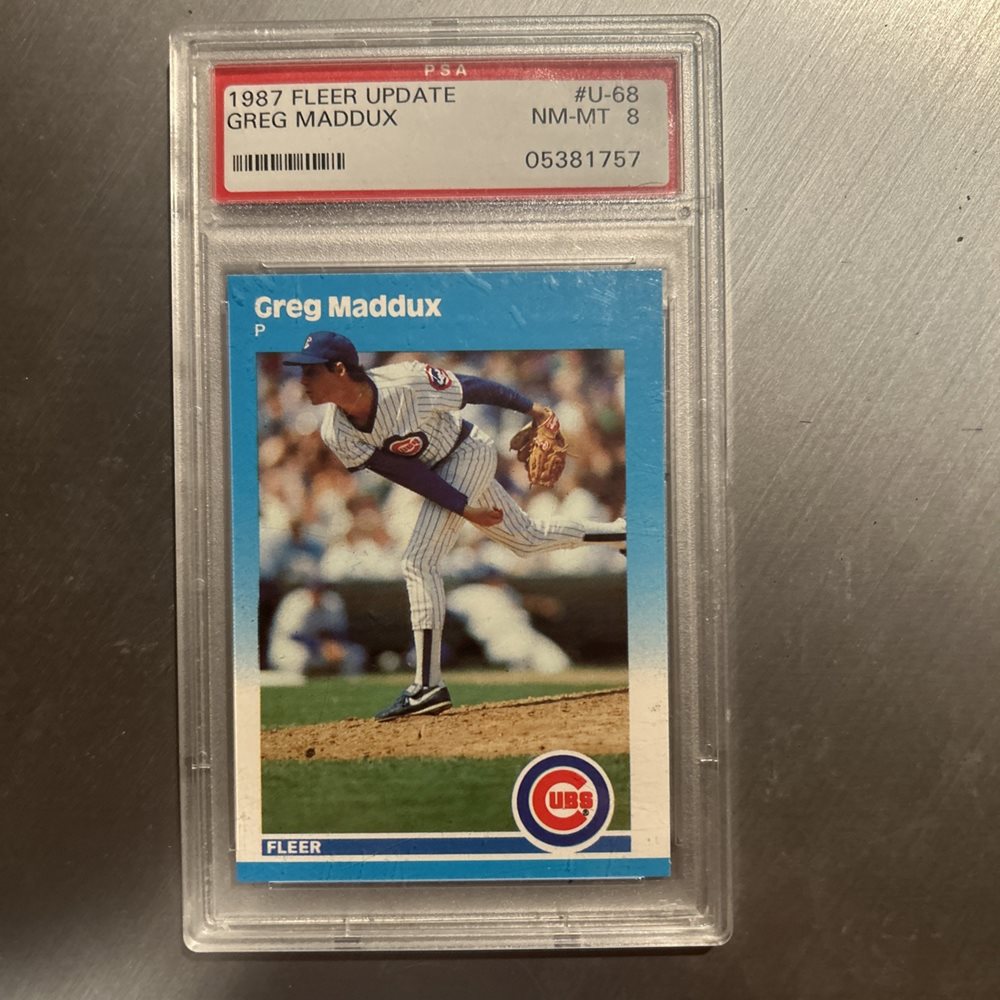 PSA
1987 FLEER UPDATE #U-68
GREG MADDUX NM-MT 8
05381757
Greg Maddux
P
CUBS
FLEER